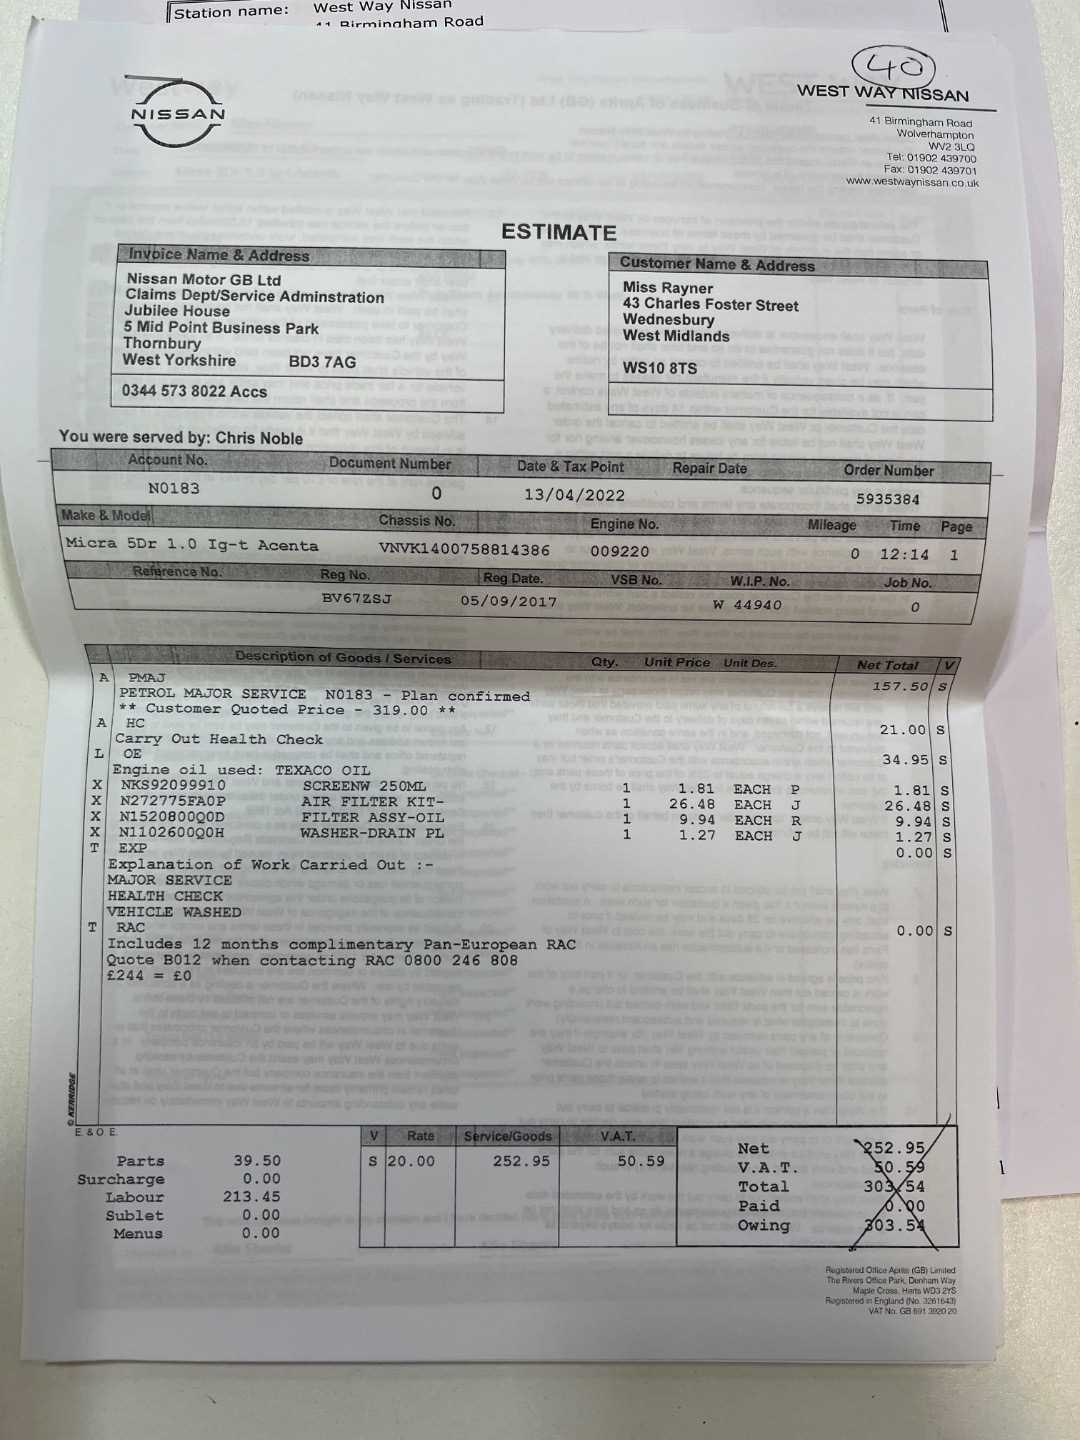 Station name: West Way Nissan
41 Birmingham Road
40
NISSAN
WEST WAY NISSAN
41 Birmingham Road
Wolverhampton
WV2 3LQ
Tel: 01902 439700
Fax: 01902 439701
www.westwaynissan.co.uk
ESTIMATE
Invoice Name & Address
Nissan Motor GB Ltd
Claims Dept/Service Adminstration
Jubilee House
5 Mid Point Business Park
Thornbury
West Yorkshire BD3 7AG
0344 573 8022 Accs
Customer Name & Address
Miss Rayner
43 Charles Foster Street
Wednesbury
West Midlands
WS10 8TS
You were served by: Chris Noble
Account No. Document Number Date & Tax Point Repair Date Order Number
N0183 0 13/04/2022 5935384
Make & Model Chassis No. Engine No. Mileage Time Page
Micra 5Dr 1.0 Ig-t Acenta VNVK1400758814386 009220 0 12:14 1
Reference No. Reg No. Reg Date. VSB No. W.I.P. No. Job No.
BV67ZSJ 05/09/2017 W 44940 0
Description of Goods / Services Qty. Unit Price Unit Des. Net Total V
A PMAJ 157.50 S
PETROL MAJOR SERVICE N0183 - Plan confirmed
** Customer Quoted Price - 319.00 **
A HC 21.00 S
Carry Out Health Check
L OE 34.95 S
Engine oil used: TEXACO OIL
X NKS92099910 SCREENW 250ML 1 1.81 EACH P 1.81 S
X N272775FA0P AIR FILTER KIT- 1 26.48 EACH J 26.48 S
X N1520800Q0D FILTER ASSY-OIL 1 9.94 EACH R 9.94 S
X N1102600Q0H WASHER-DRAIN PL 1 1.27 EACH J 1.27 S
T EXP 0.00 S
Explanation of Work Carried Out :-
MAJOR SERVICE
HEALTH CHECK
VEHICLE WASHED
T RAC 0.00 S
Includes 12 months complimentary Pan-European RAC
Quote B012 when contacting RAC 0800 246 808
£244 = £0
© KERRIDGE
E. & O. E.
V Rate Service/Goods V.A.T.
S 20.00 252.95 50.59
Parts 39.50
Surcharge 0.00
Labour 213.45
Sublet 0.00
Menus 0.00
Net 252.95
V.A.T. 50.59
Total 303.54
Paid 0.00
Owing 303.54
Registered Office Aprite (GB) Limited
The Rivers Office Park, Denham Way
Maple Cross, Herts WD3 2YS
Registered in England (No. 3261643)
VAT No. GB 691 3920 20